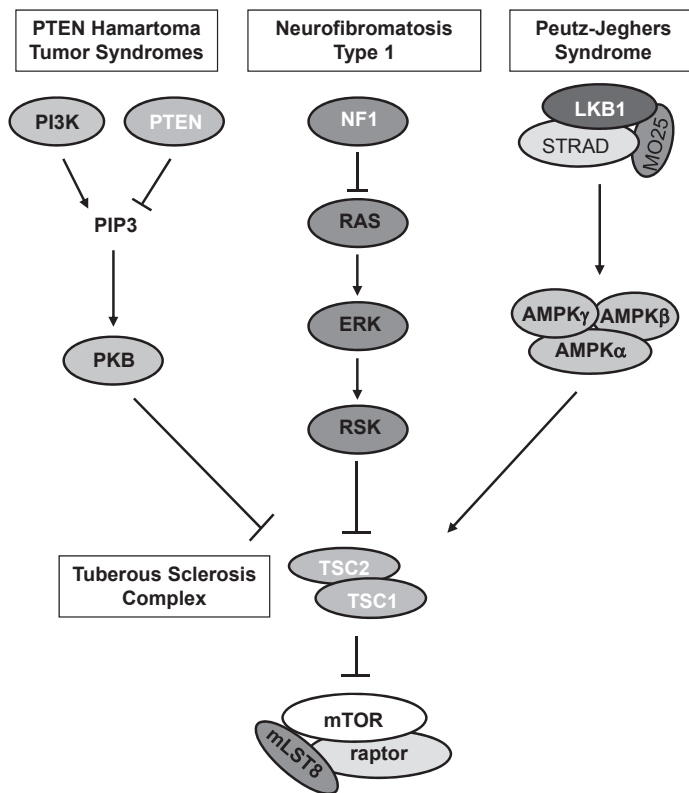 PTEN Hamartoma
Tumor Syndromes
Neurofibromatosis
Type 1
Peutz-Jeghers
Syndrome
PI3K
PTEN
NF1
LKB1
STRAD
MO25
PIP3
RAS
AMPKγ
AMPKβ
AMPKα
ERK
PKB
RSK
Tuberous Sclerosis
Complex
TSC2
TSC1
mTOR
raptor
mLST8